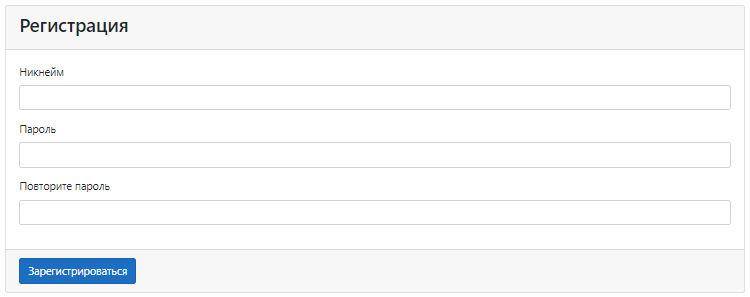 Регистрация
Никнейм
Пароль
Повторите пароль
Зарегистрироваться